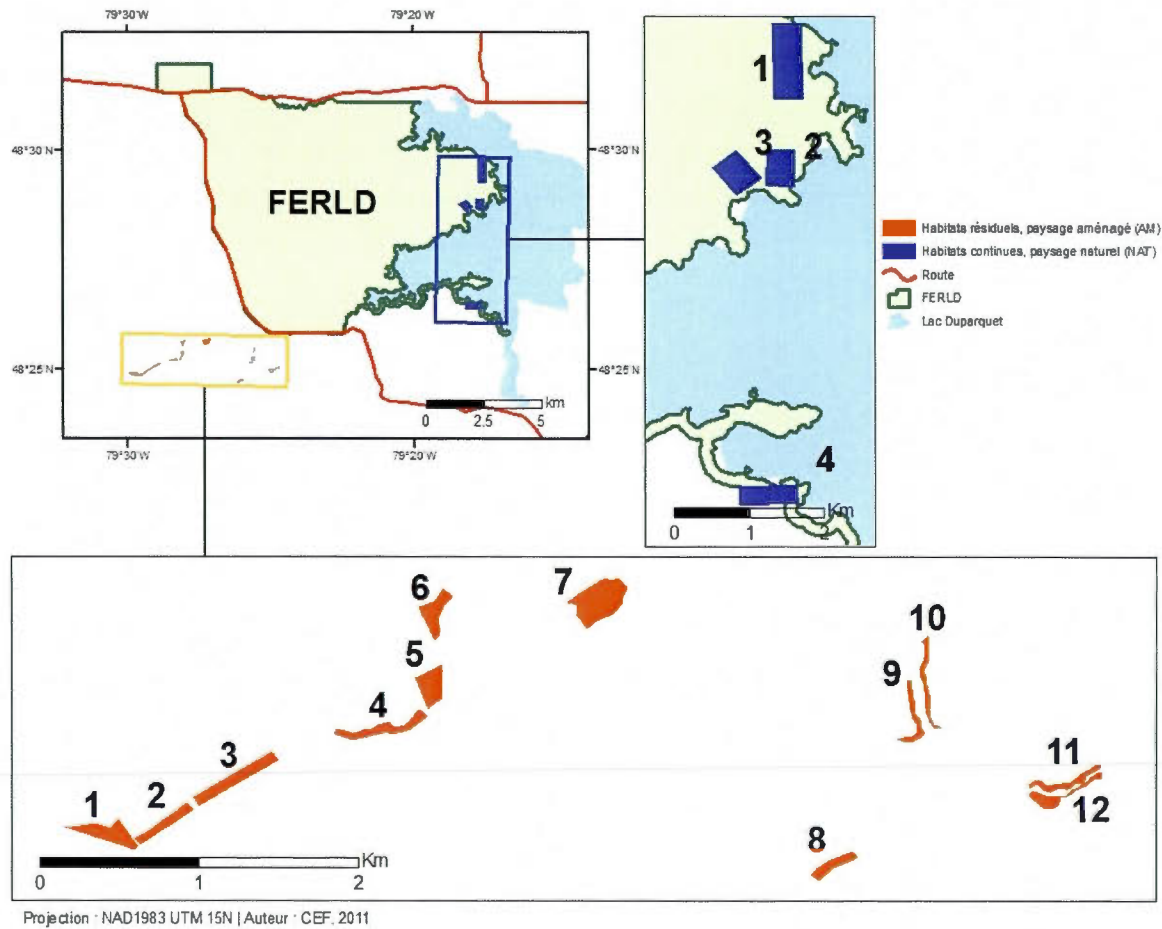 79°30'W 79°20'W
48°30'N 48°30'N
FERLD
48°25'N 48°25'N
km
0 2.5 5
79°30'W 79°20'W
1
3 2
4
Km
0 1 2
Habitats résiduels, paysage aménagé (AM)
Habitats continues, paysage naturel (NAT)
Route
FERLD
Lac Duparquet
6 7
10
5
9
4
3
11
2
1
12
8
Km
0 1 2
Projection : NAD1983 UTM 15N | Auteur : CEF, 2011